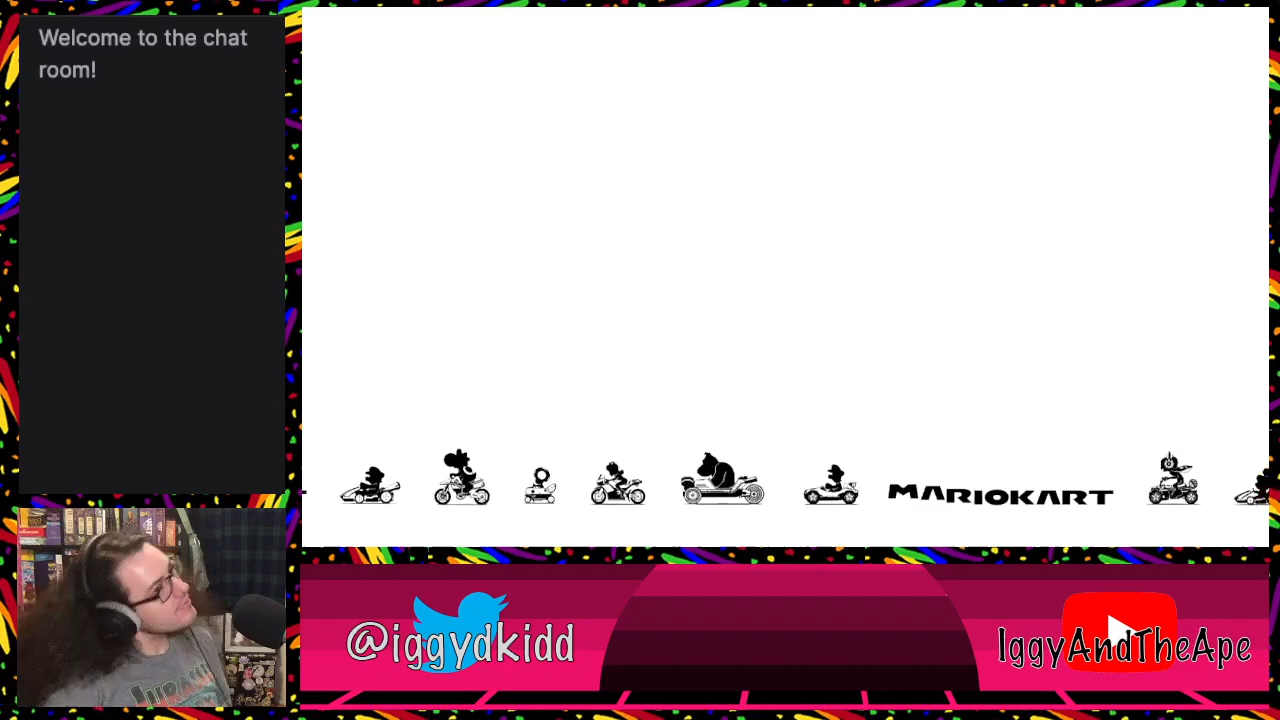 Welcome to the chat
room!
MARIOKART
@iggydkidd
IggyAndTheApe